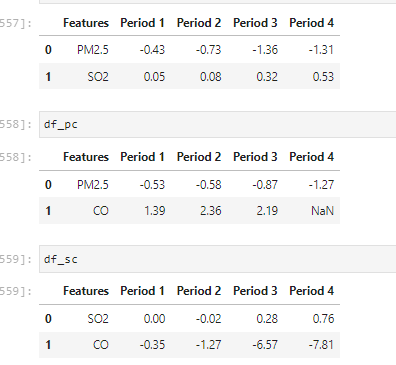 557]:
Features Period 1 Period 2 Period 3 Period 4
0 PM2.5 -0.43 -0.73 -1.36 -1.31
1 SO2 0.05 0.08 0.32 0.53
558]: df_pc
558]:
Features Period 1 Period 2 Period 3 Period 4
0 PM2.5 -0.53 -0.58 -0.87 -1.27
1 CO 1.39 2.36 2.19 NaN
559]: df_sc
559]:
Features Period 1 Period 2 Period 3 Period 4
0 SO2 0.00 -0.02 0.28 0.76
1 CO -0.35 -1.27 -6.57 -7.81